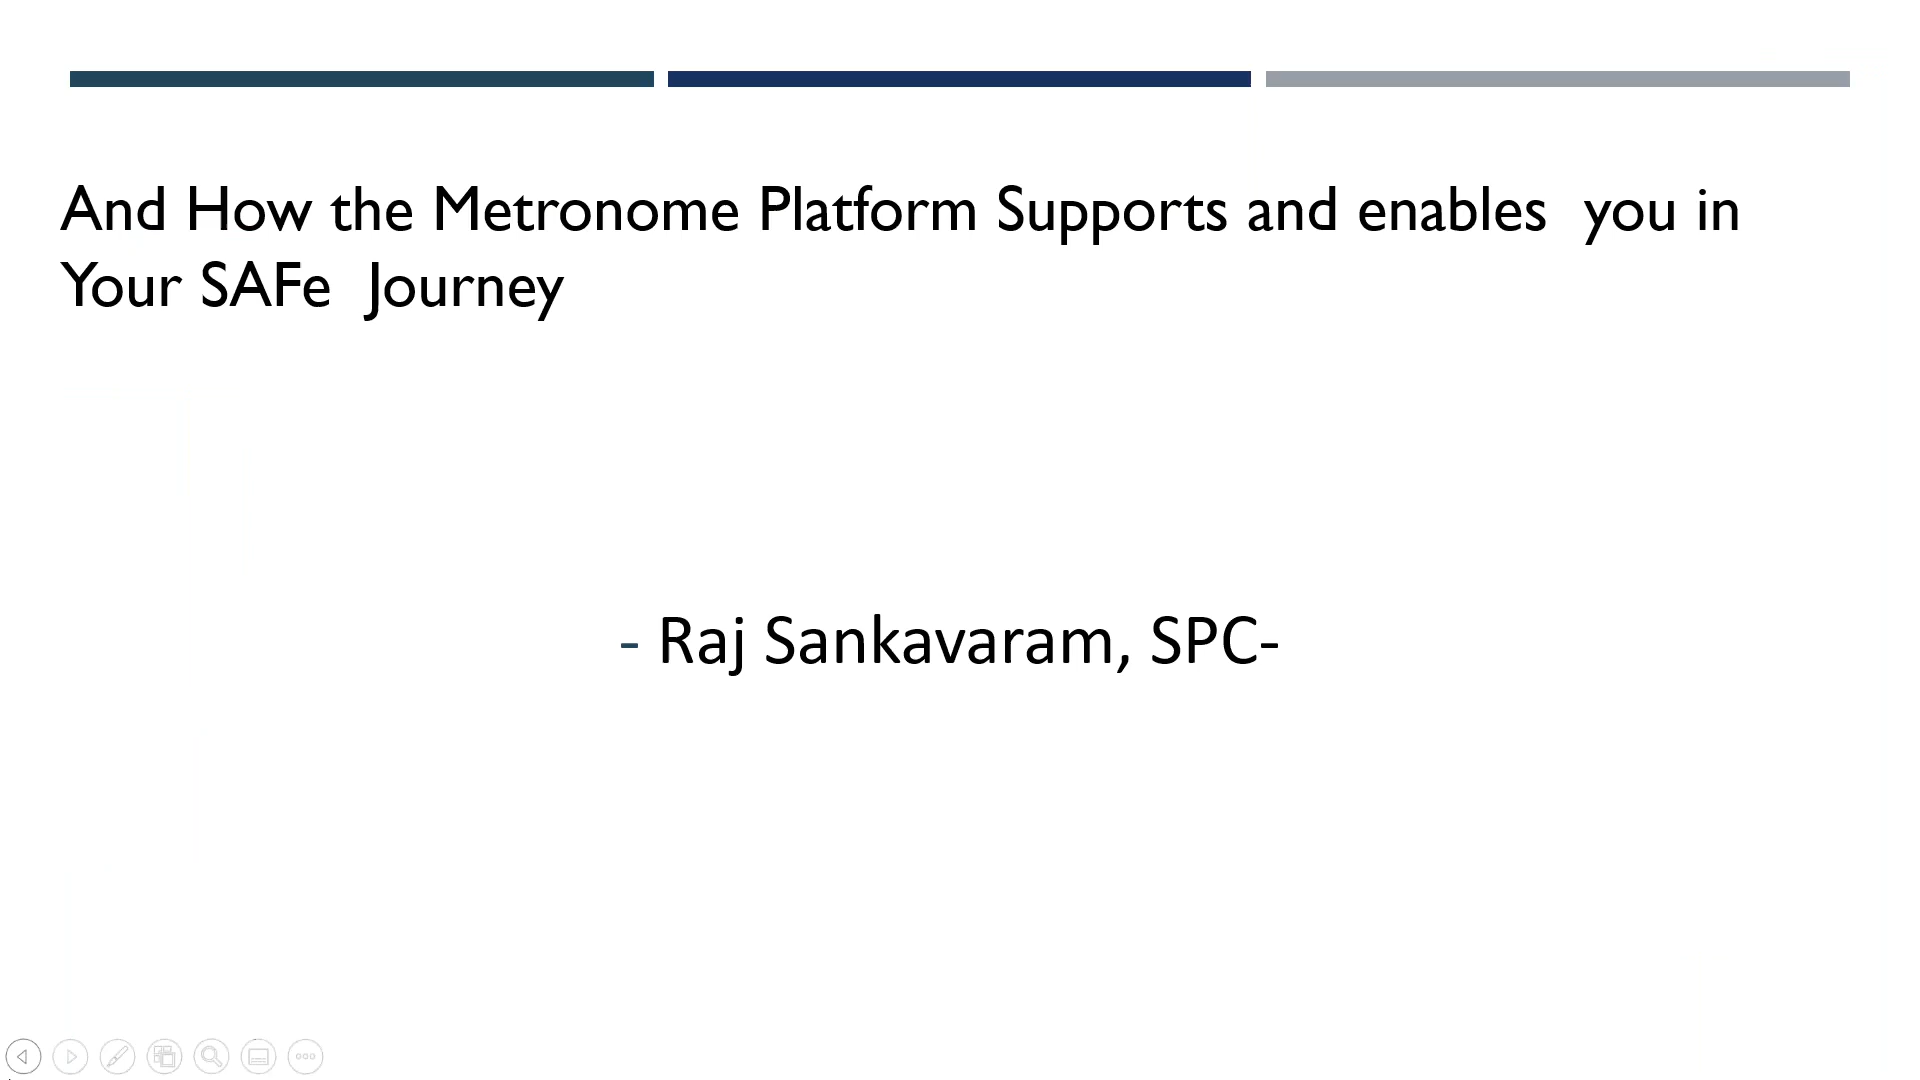 And How the Metronome Platform Supports and enables  you in
Your SAFe  Journey
- Raj Sankavaram, SPC-